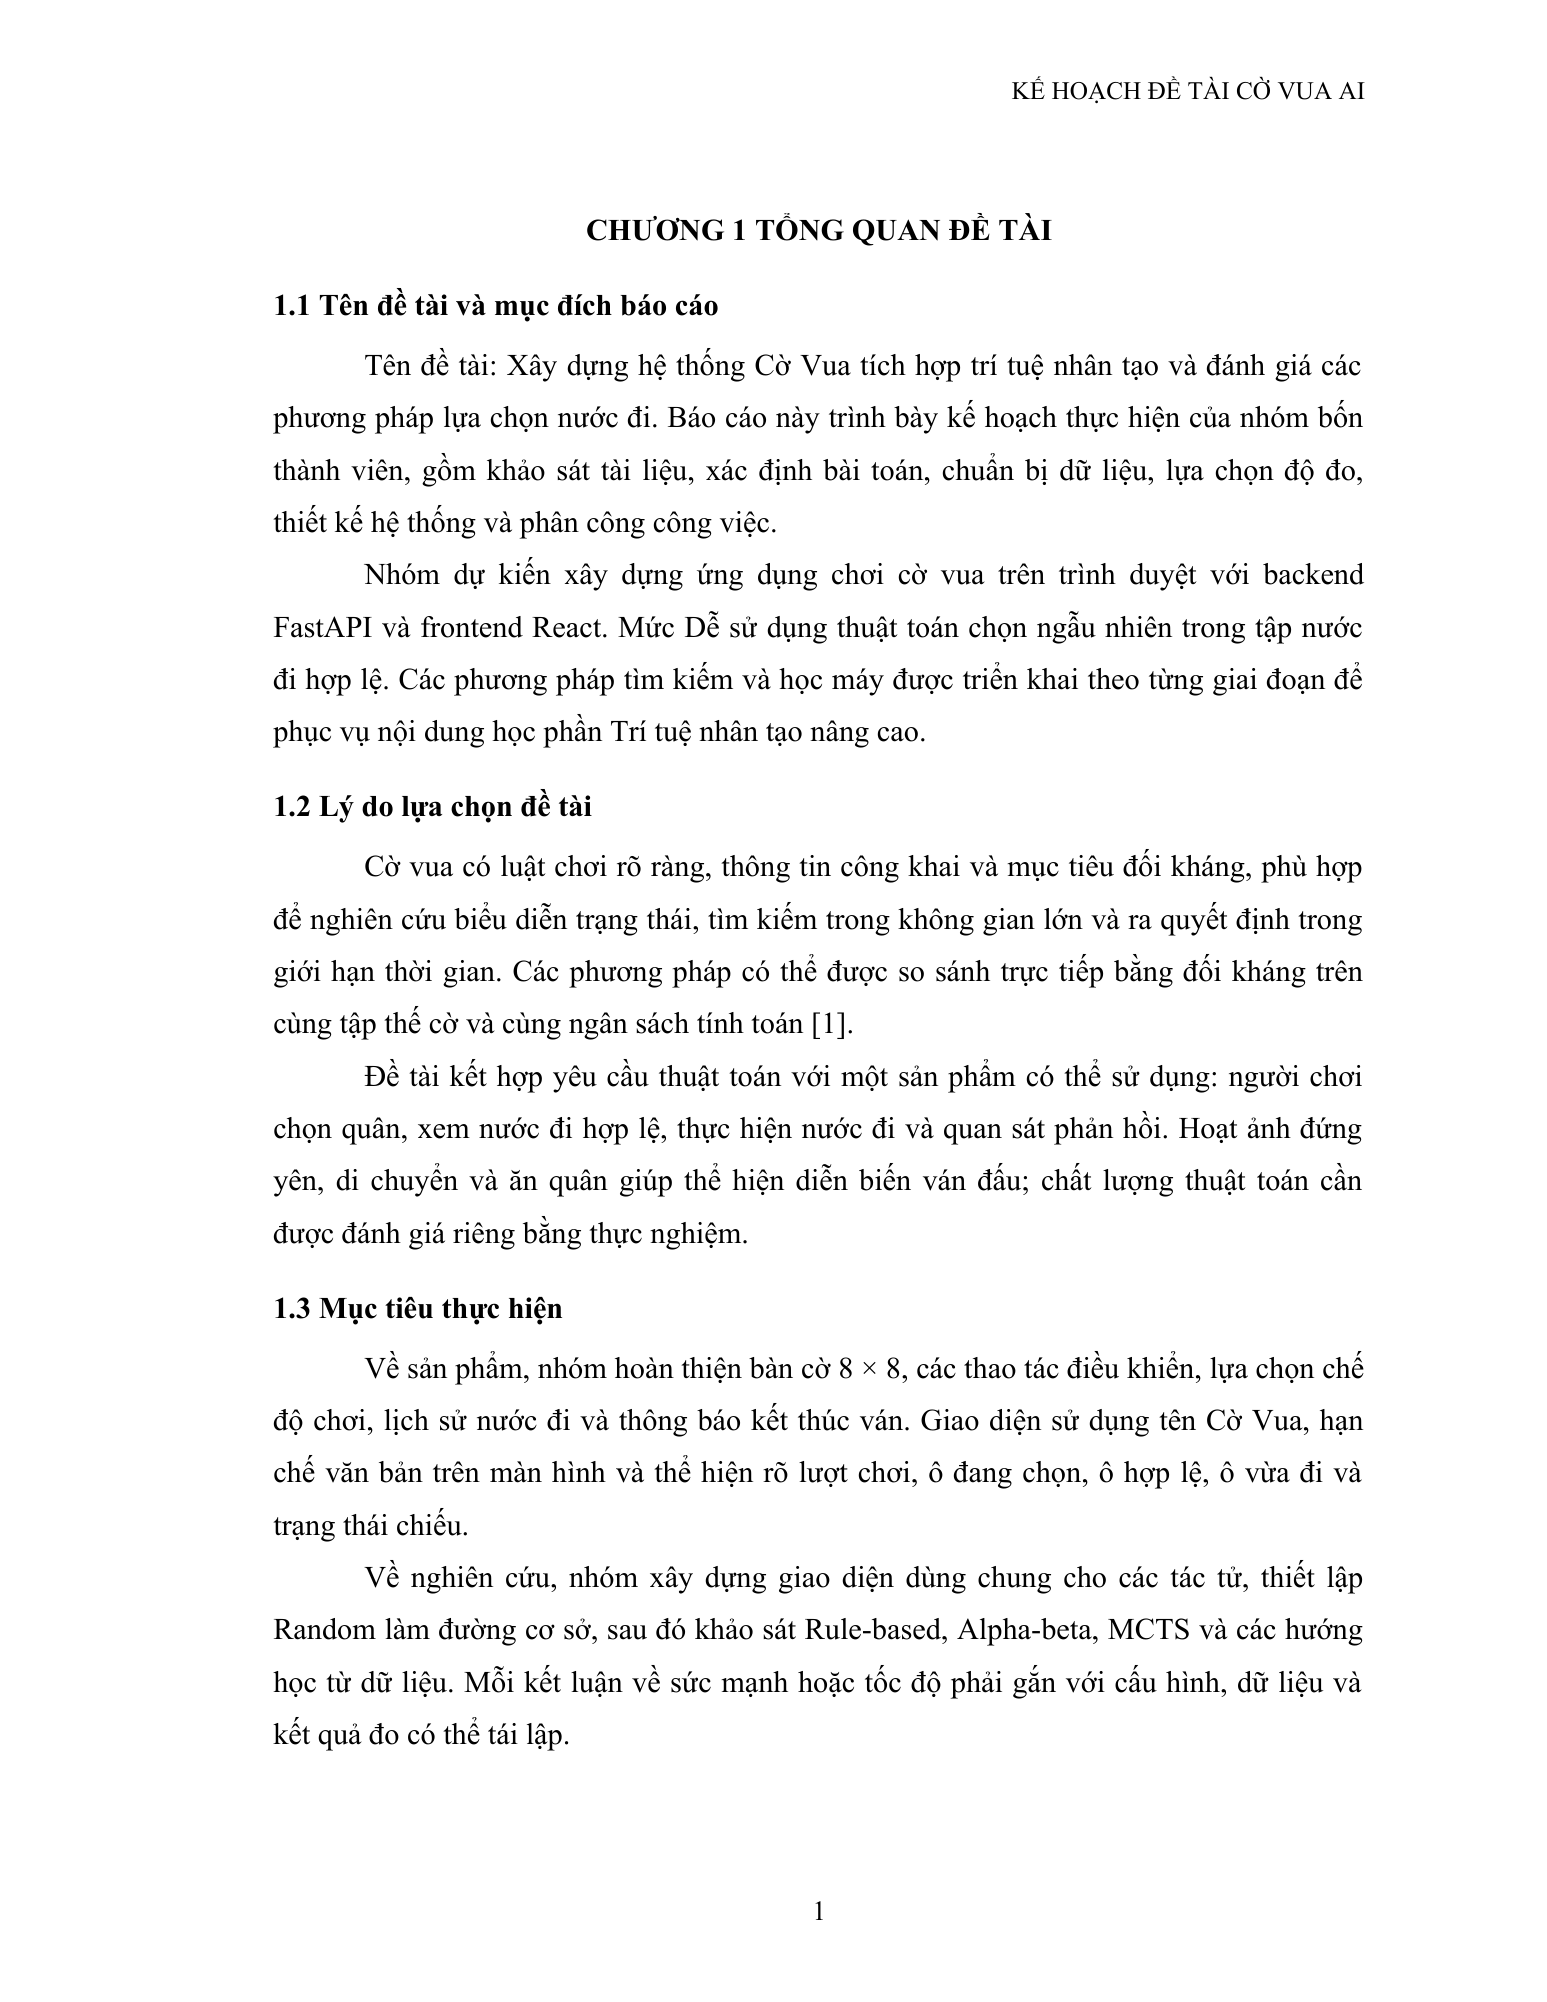 KẾ HOẠCH ĐỀ TÀI CỜ VUA AI
CHƯƠNG 1 TỔNG QUAN ĐỀ TÀI
1.1 Tên đề tài và mục đích báo cáo
Tên đề tài: Xây dựng hệ thống Cờ Vua tích hợp trí tuệ nhân tạo và đánh giá các
phương pháp lựa chọn nước đi. Báo cáo này trình bày kế hoạch thực hiện của nhóm bốn
thành viên, gồm khảo sát tài liệu, xác định bài toán, chuẩn bị dữ liệu, lựa chọn độ đo,
thiết kế hệ thống và phân công công việc.
Nhóm dự kiến xây dựng ứng dụng chơi cờ vua trên trình duyệt với backend
FastAPI và frontend React. Mức Dễ sử dụng thuật toán chọn ngẫu nhiên trong tập nước
đi hợp lệ. Các phương pháp tìm kiếm và học máy được triển khai theo từng giai đoạn để
phục vụ nội dung học phần Trí tuệ nhân tạo nâng cao.
1.2 Lý do lựa chọn đề tài
Cờ vua có luật chơi rõ ràng, thông tin công khai và mục tiêu đối kháng, phù hợp
để nghiên cứu biểu diễn trạng thái, tìm kiếm trong không gian lớn và ra quyết định trong
giới hạn thời gian. Các phương pháp có thể được so sánh trực tiếp bằng đối kháng trên
cùng tập thế cờ và cùng ngân sách tính toán [1].
Đề tài kết hợp yêu cầu thuật toán với một sản phẩm có thể sử dụng: người chơi
chọn quân, xem nước đi hợp lệ, thực hiện nước đi và quan sát phản hồi. Hoạt ảnh đứng
yên, di chuyển và ăn quân giúp thể hiện diễn biến ván đấu; chất lượng thuật toán cần
được đánh giá riêng bằng thực nghiệm.
1.3 Mục tiêu thực hiện
Về sản phẩm, nhóm hoàn thiện bàn cờ 8 × 8, các thao tác điều khiển, lựa chọn chế
độ chơi, lịch sử nước đi và thông báo kết thúc ván. Giao diện sử dụng tên Cờ Vua, hạn
chế văn bản trên màn hình và thể hiện rõ lượt chơi, ô đang chọn, ô hợp lệ, ô vừa đi và
trạng thái chiếu.
Về nghiên cứu, nhóm xây dựng giao diện dùng chung cho các tác tử, thiết lập
Random làm đường cơ sở, sau đó khảo sát Rule-based, Alpha-beta, MCTS và các hướng
học từ dữ liệu. Mỗi kết luận về sức mạnh hoặc tốc độ phải gắn với cấu hình, dữ liệu và
kết quả đo có thể tái lập.
1